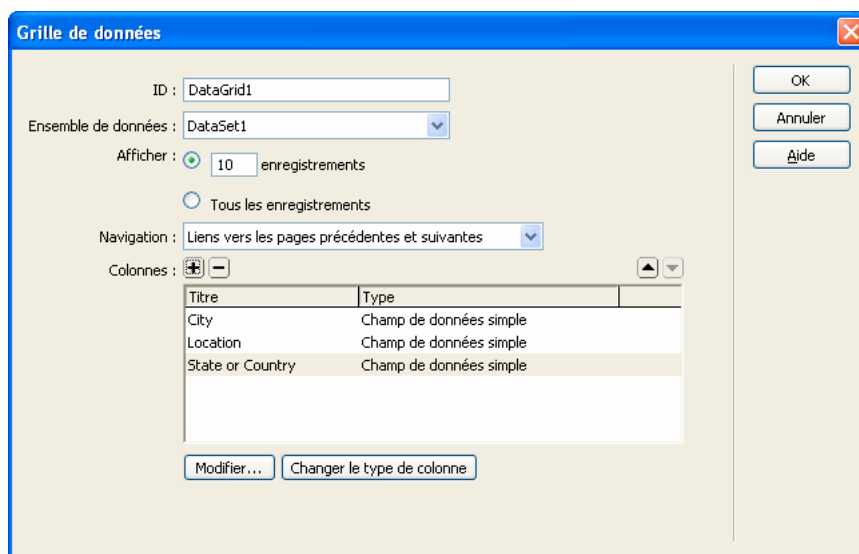 Grille de données
ID : DataGrid1
OK
Ensemble de données : DataSet1
Annuler
Afficher : 10 enregistrements
Aide
Tous les enregistrements
Navigation : Liens vers les pages précédentes et suivantes
Colonnes :
Titre Type
City Champ de données simple
Location Champ de données simple
State or Country Champ de données simple
Modifier... Changer le type de colonne